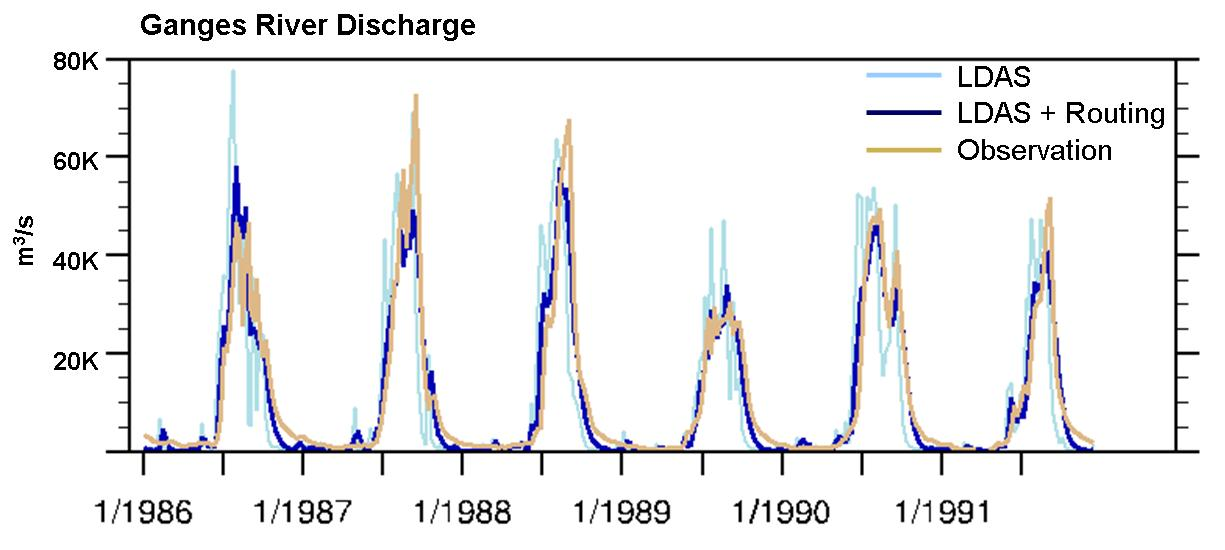 Ganges River Discharge
80K
60K
40K
20K
m³/s
LDAS
LDAS + Routing
Observation
1/1986 1/1987 1/1988 1/1989 1/1990 1/1991